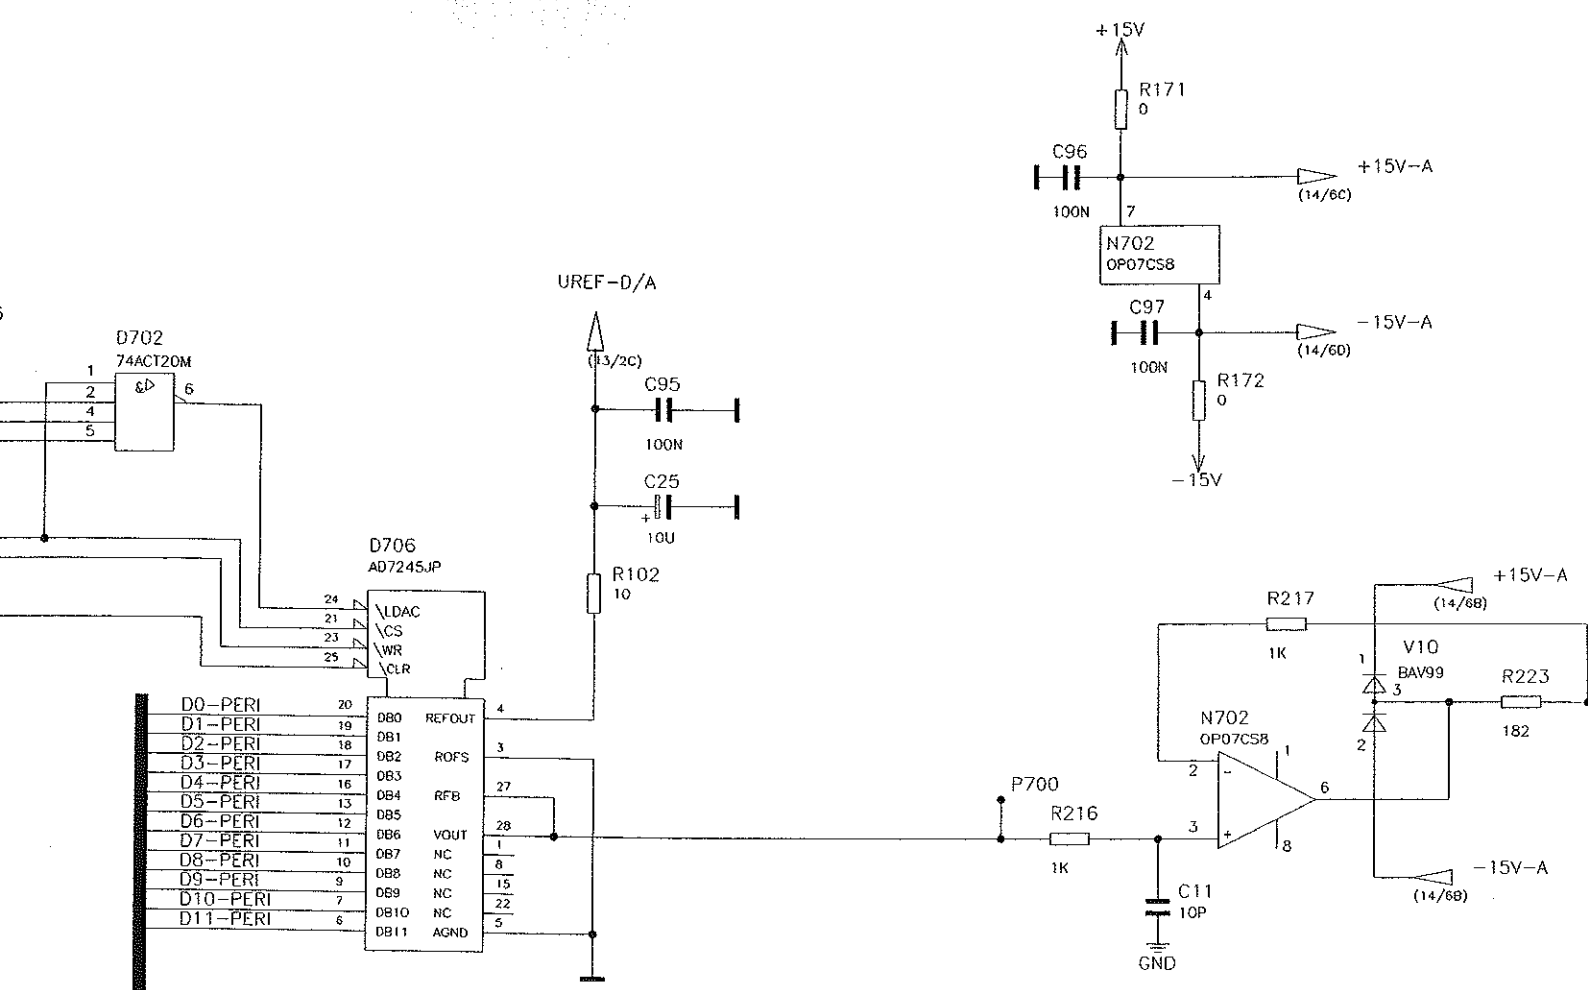 +15V
R171
0
C96
100N
+15V-A
(14/6C)
7
N702
OP07CS8
4
C97
100N
-15V-A
(14/6D)
R172
0
-15V
UREF-D/A
(13/2C)
C95
100N
C25
+
10U
R102
10
D702
74ACT20M
1
2
4
5
&
6
D706
AD7245JP
24
\LDAC
21
\CS
23
\WR
25
\CLR
D0-PERI 20 DB0 REFOUT 4
D1-PERI 19 DB1
D2-PERI 18 DB2 ROFS 3
D3-PERI 17 DB3
D4-PERI 16 DB4 RFB 27
D5-PERI 13 DB5
D6-PERI 12 DB6 VOUT 28
D7-PERI 11 DB7 NC 1
D8-PERI 10 DB8 NC 8
D9-PERI 9 DB9 NC 15
D10-PERI 7 DB10 NC 22
D11-PERI 6 DB11 AGND 5
P700
R216
1K
C11
10P
GND
R217
1K
+15V-A
(14/6B)
V10
BAV99
1
3
2
R223
182
N702
OP07CS8
2
-
3
+
1
8
6
-15V-A
(14/6B)